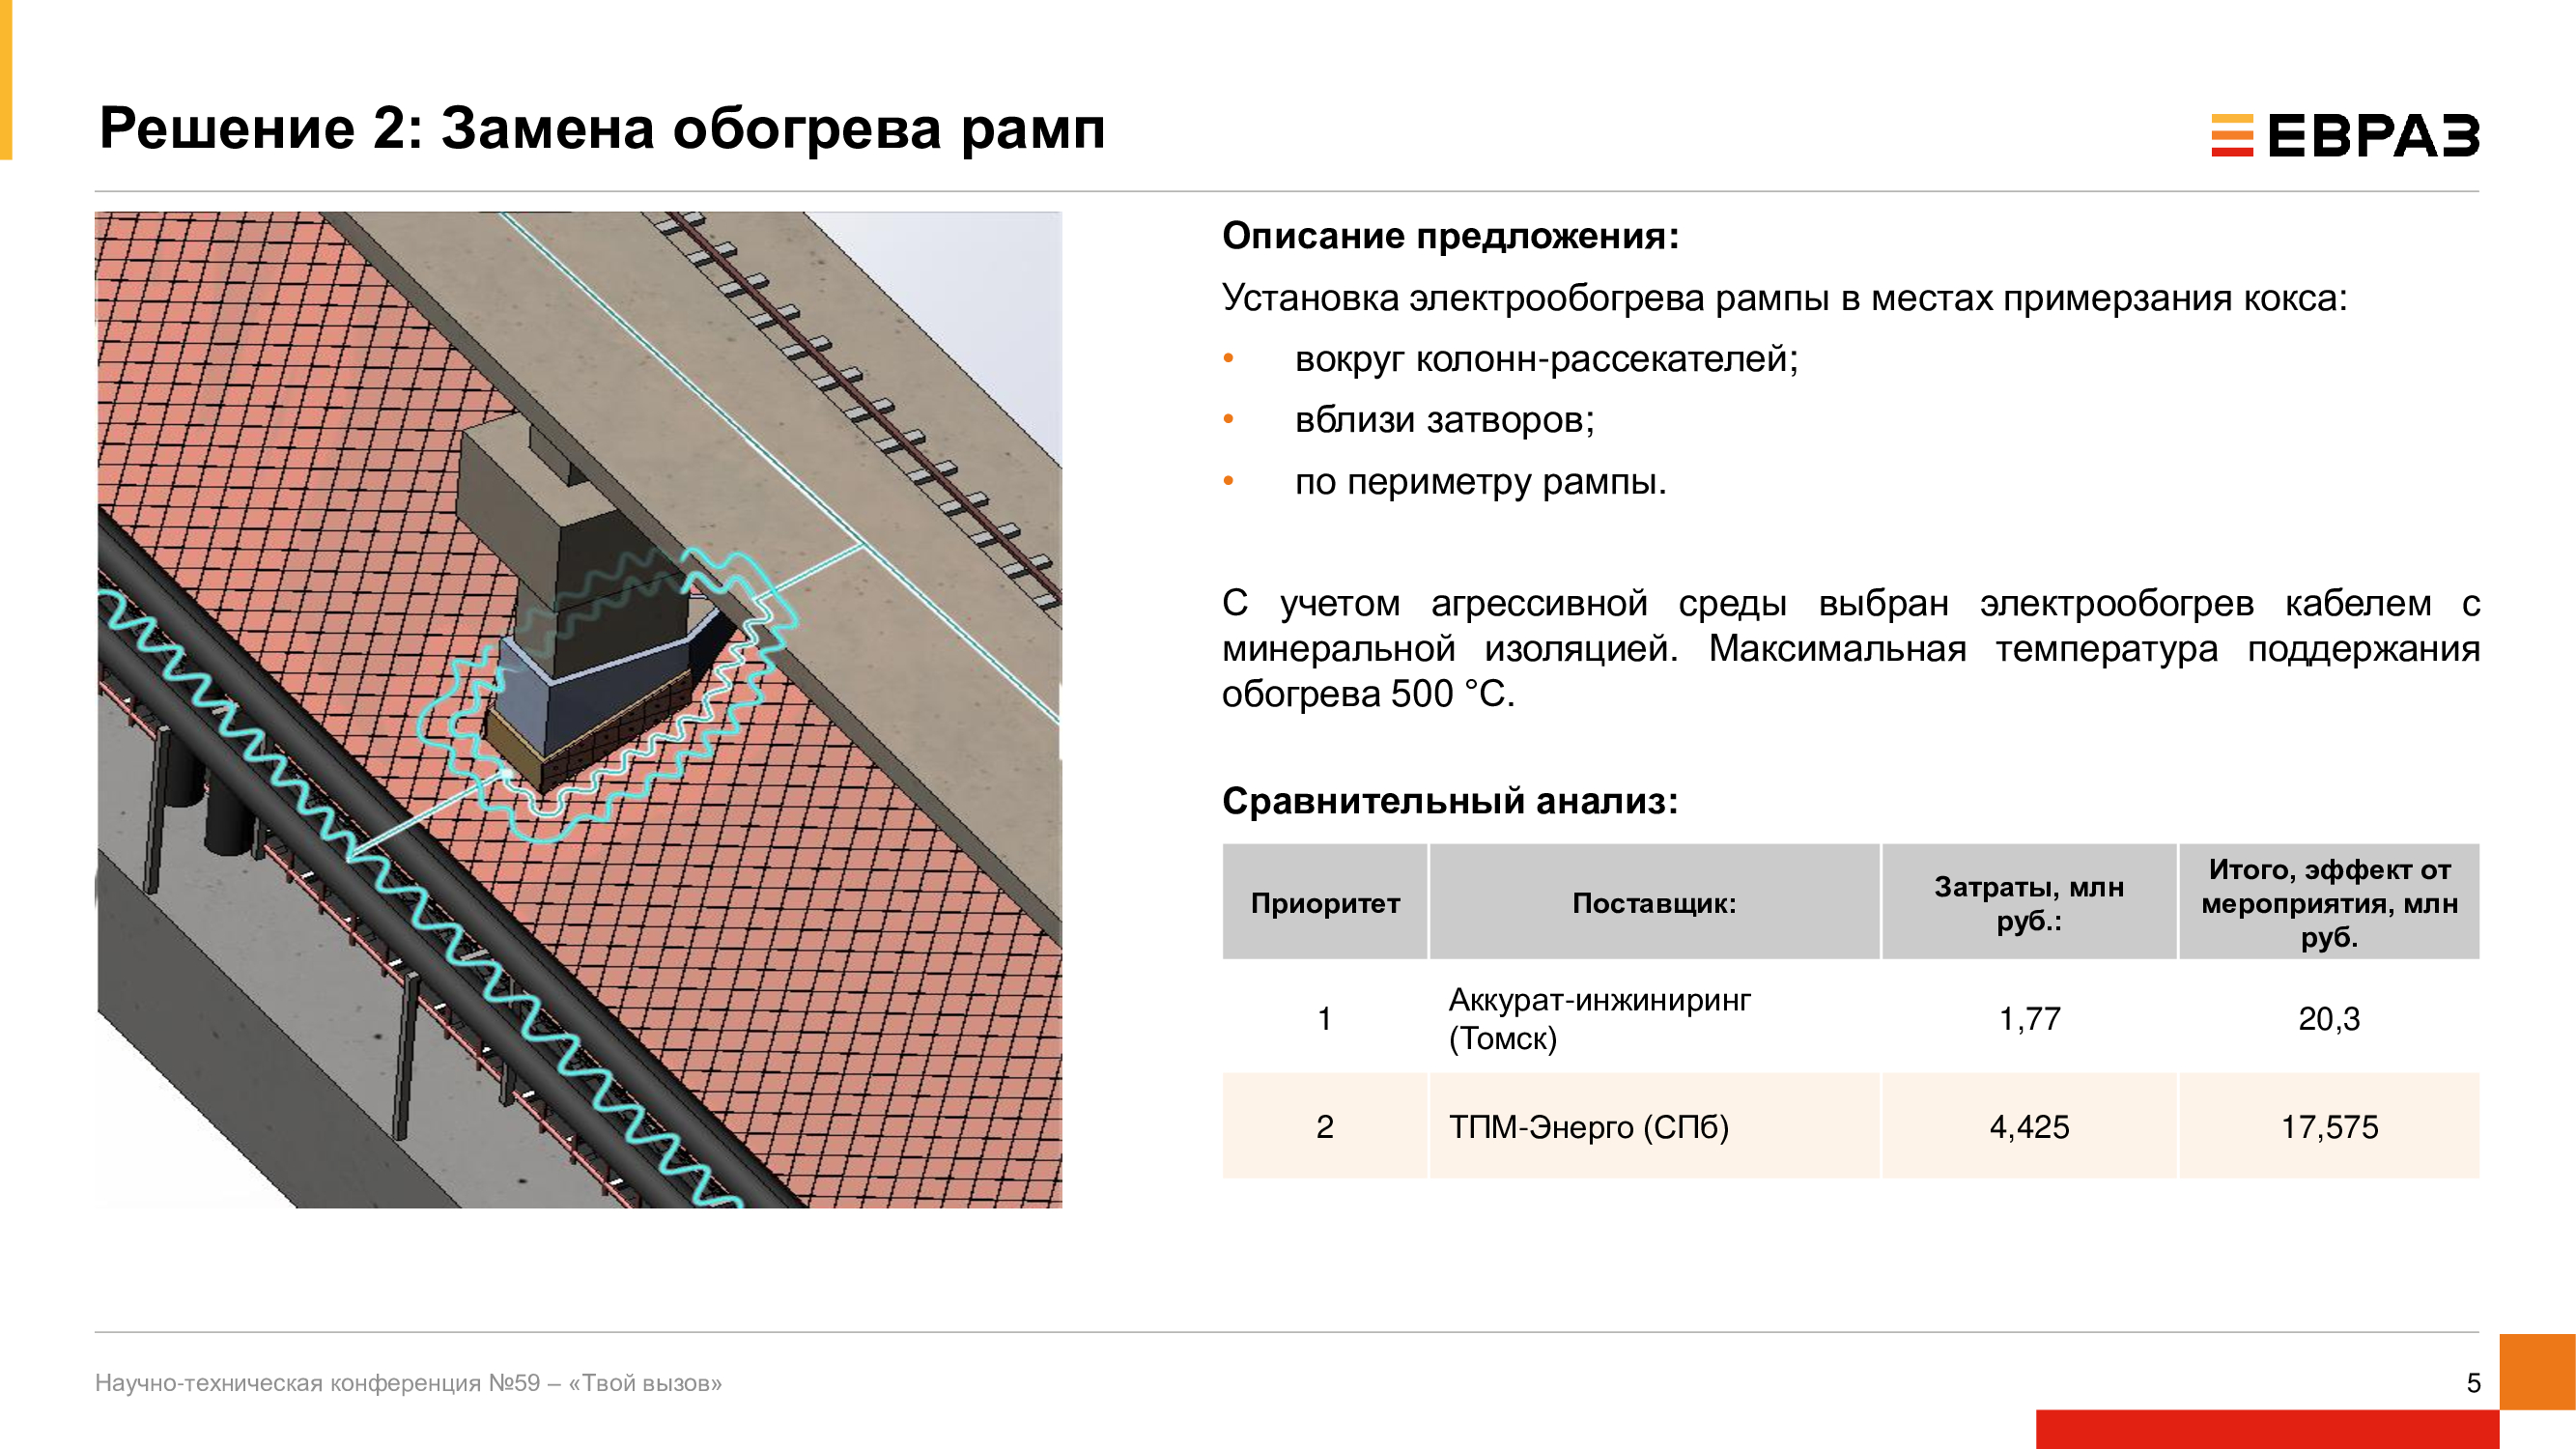 Решение 2: Замена обогрева рамп
ЕВРАЗ
Описание предложения:
Установка электрообогрева рампы в местах примерзания кокса:
• вокруг колонн-рассекателей;
• вблизи затворов;
• по периметру рампы.
С учетом агрессивной среды выбран электрообогрев кабелем с
минеральной изоляцией. Максимальная температура поддержания
обогрева 500 °С.
Сравнительный анализ:
Приоритет
Поставщик:
Затраты, млн
руб.:
Итого, эффект от
мероприятия, млн
руб.
1
Аккурат-инжиниринг
(Томск)
1,77
20,3
2
ТПМ-Энерго (СПб)
4,425
17,575
Научно-техническая конференция №59 – «Твой вызов»
5